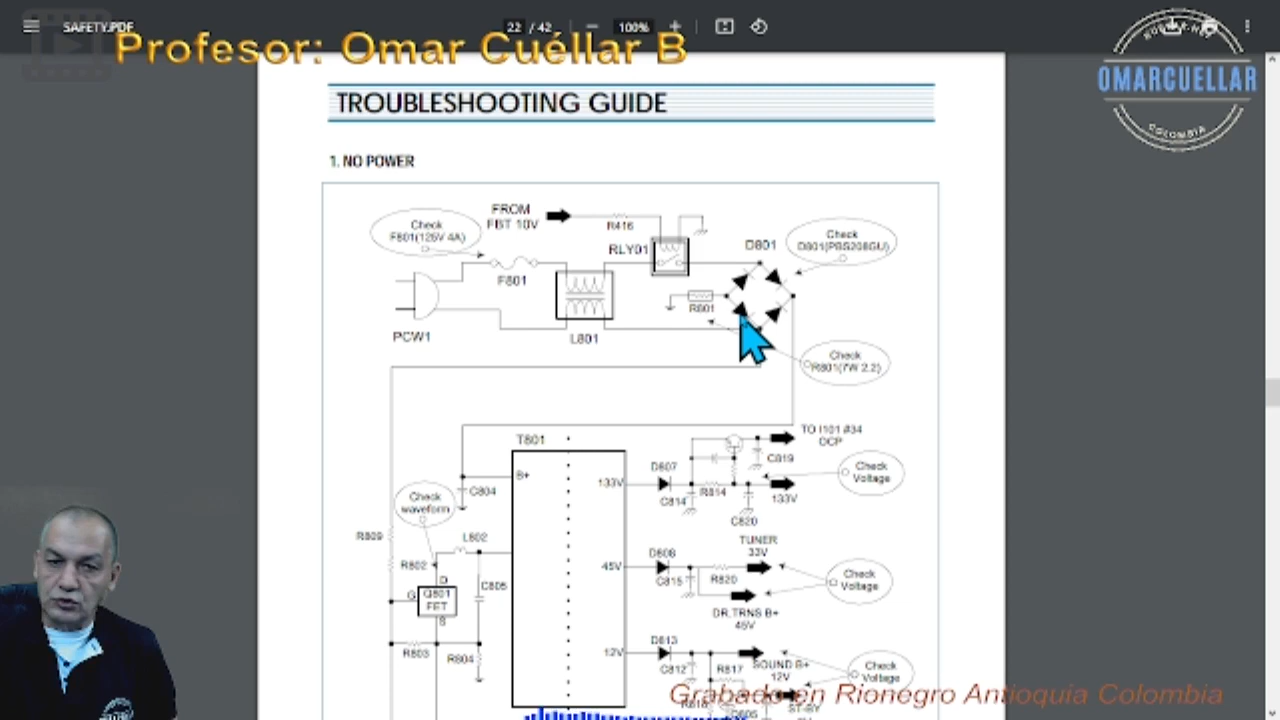 SAFETY.PDF
22 / 42
100%
Profesor: Omar Cuéllar B
OMARCUELLAR
COLOMBIA
TROUBLESHOOTING GUIDE
1. NO POWER
FROM
FBT 10V
R416
RLY01
D801
Check
F801(125V 4A)
Check
D801(PBS208GU)
F801
R801
PCW1
L801
Check
R801(7W 2.2)
T801
TO I101 #34
OCP
B+
C819
D807
133V
C814
R814
133V
Check
Voltage
C804
Check
waveform
C820
R809
L802
TUNER
33V
D808
R802
45V
C815
R820
Check
Voltage
D
C805
G
Q801
FET
S
DR.TRNS B+
45V
D813
R803
R804
12V
C812
R817
SOUND B+
12V
Check
Voltage
ST-BY
Grabado en Rionegro Antioquia Colombia